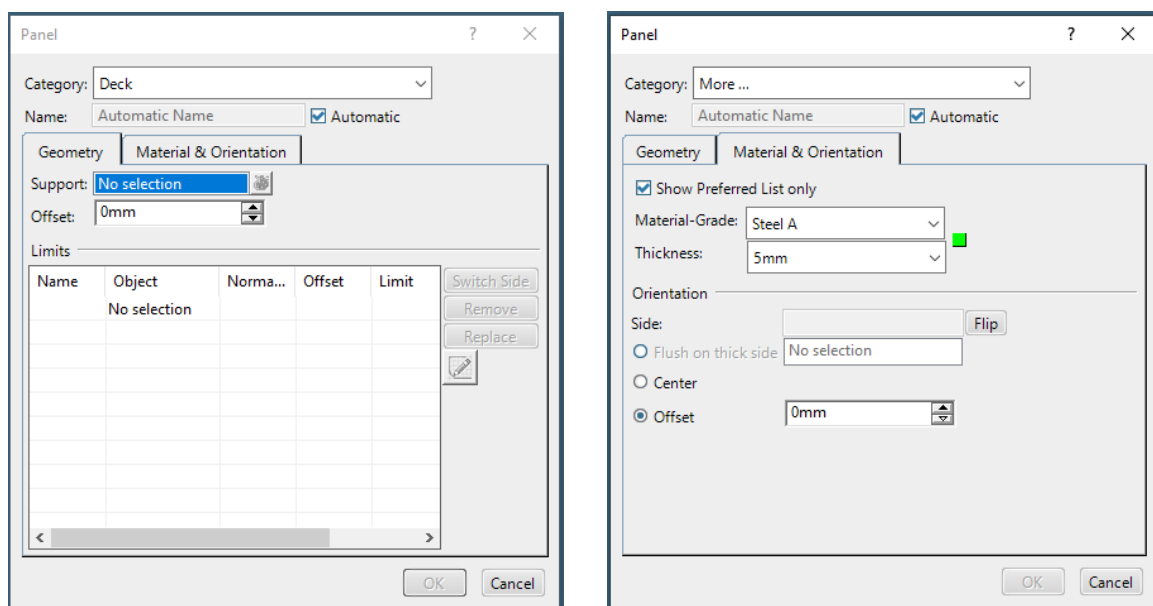 Panel ?
Category: Deck
Name: Automatic Name Automatic
Geometry Material & Orientation
Support: No selection
Offset: 0mm
Limits
Name Object Norma... Offset Limit
No selection
Switch Side
Remove
Replace
OK Cancel
Panel ?
Category: More ...
Name: Automatic Name Automatic
Geometry Material & Orientation
Show Preferred List only
Material-Grade: Steel A
Thickness: 5mm
Orientation
Side: Flip
Flush on thick side No selection
Center
Offset 0mm
OK Cancel